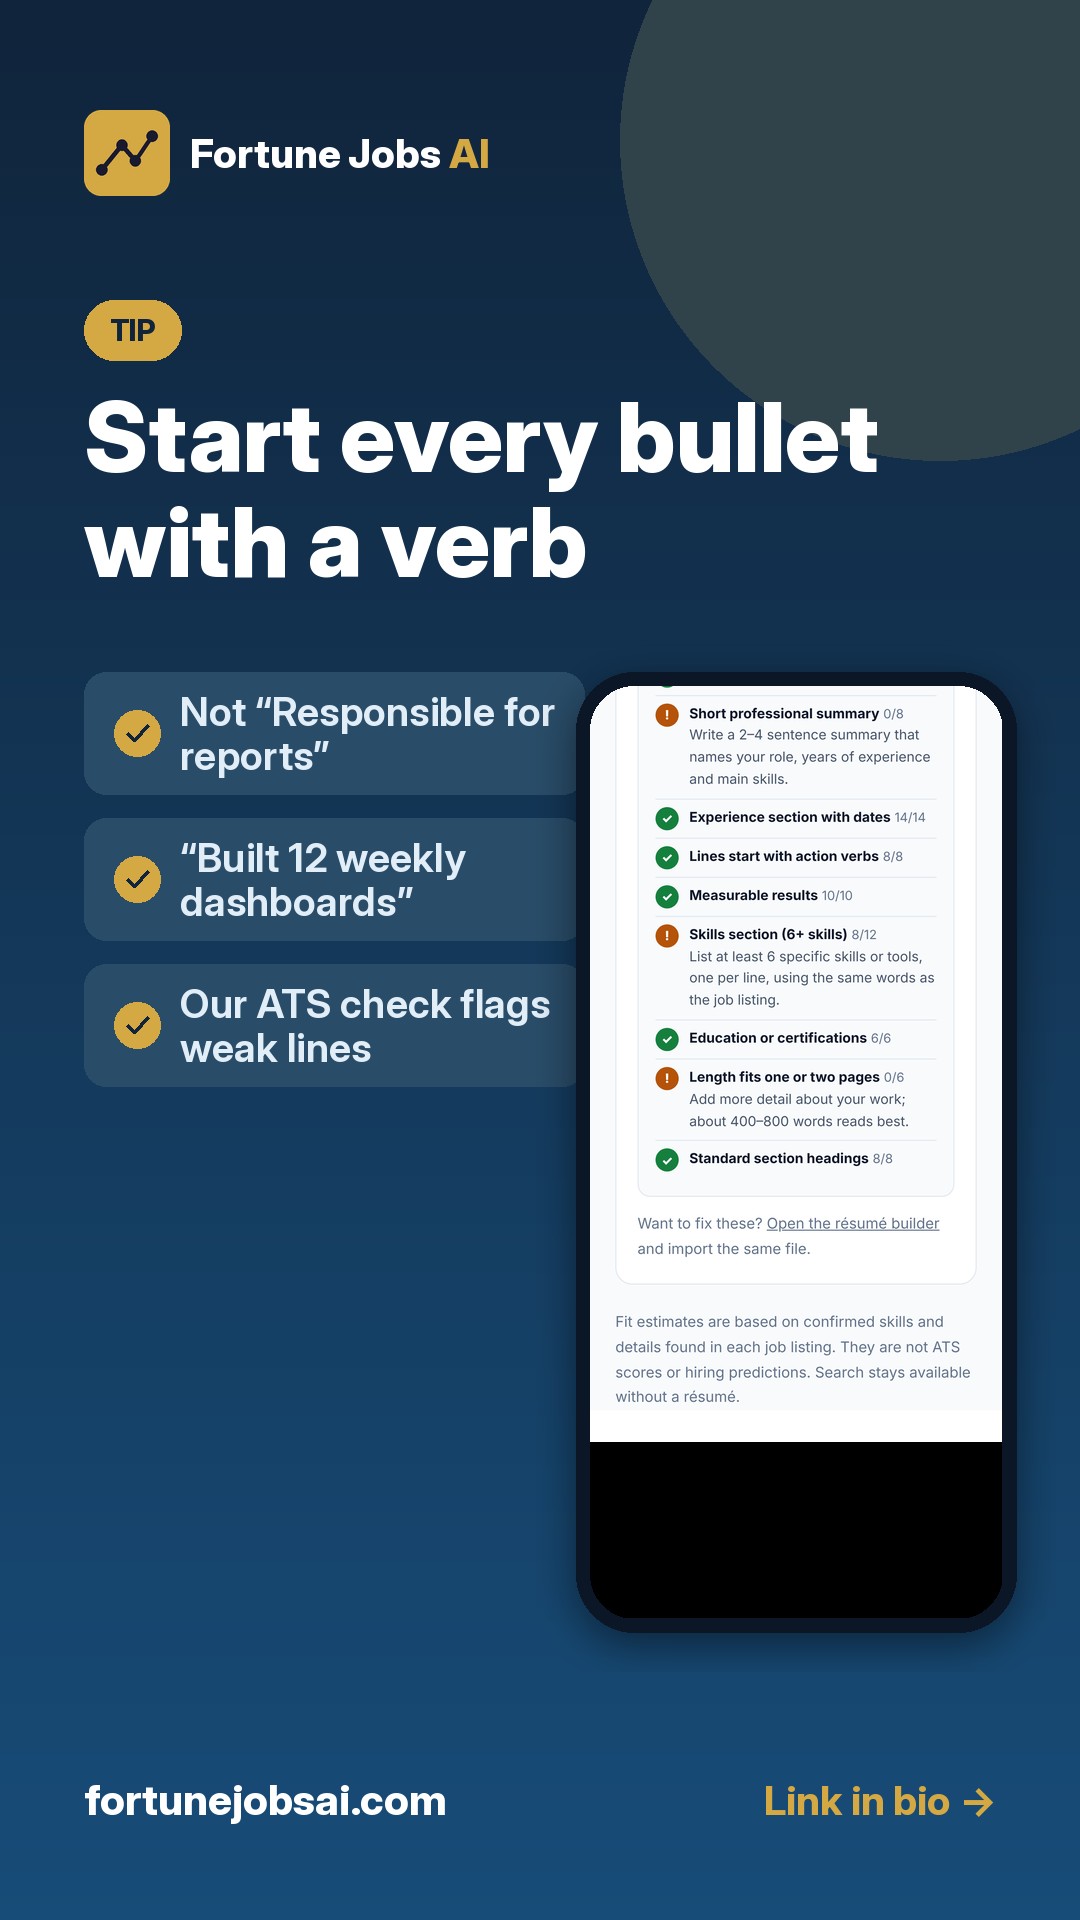 Fortune Jobs AI
TIP
Start every bullet
with a verb
Not “Responsible for
reports”
“Built 12 weekly
dashboards”
Our ATS check flags
weak lines
Short professional summary 0/8
Write a 2–4 sentence summary that
names your role, years of experience
and main skills.
Experience section with dates 14/14
Lines start with action verbs 8/8
Measurable results 10/10
Skills section (6+ skills) 8/12
List at least 6 specific skills or tools,
one per line, using the same words as
the job listing.
Education or certifications 6/6
Length fits one or two pages 0/6
Add more detail about your work;
about 400–800 words reads best.
Standard section headings 8/8
Want to fix these? Open the résumé builder
and import the same file.
Fit estimates are based on confirmed skills and
details found in each job listing. They are not ATS
scores or hiring predictions. Search stays available
without a résumé.
fortunejobsai.com
Link in bio →